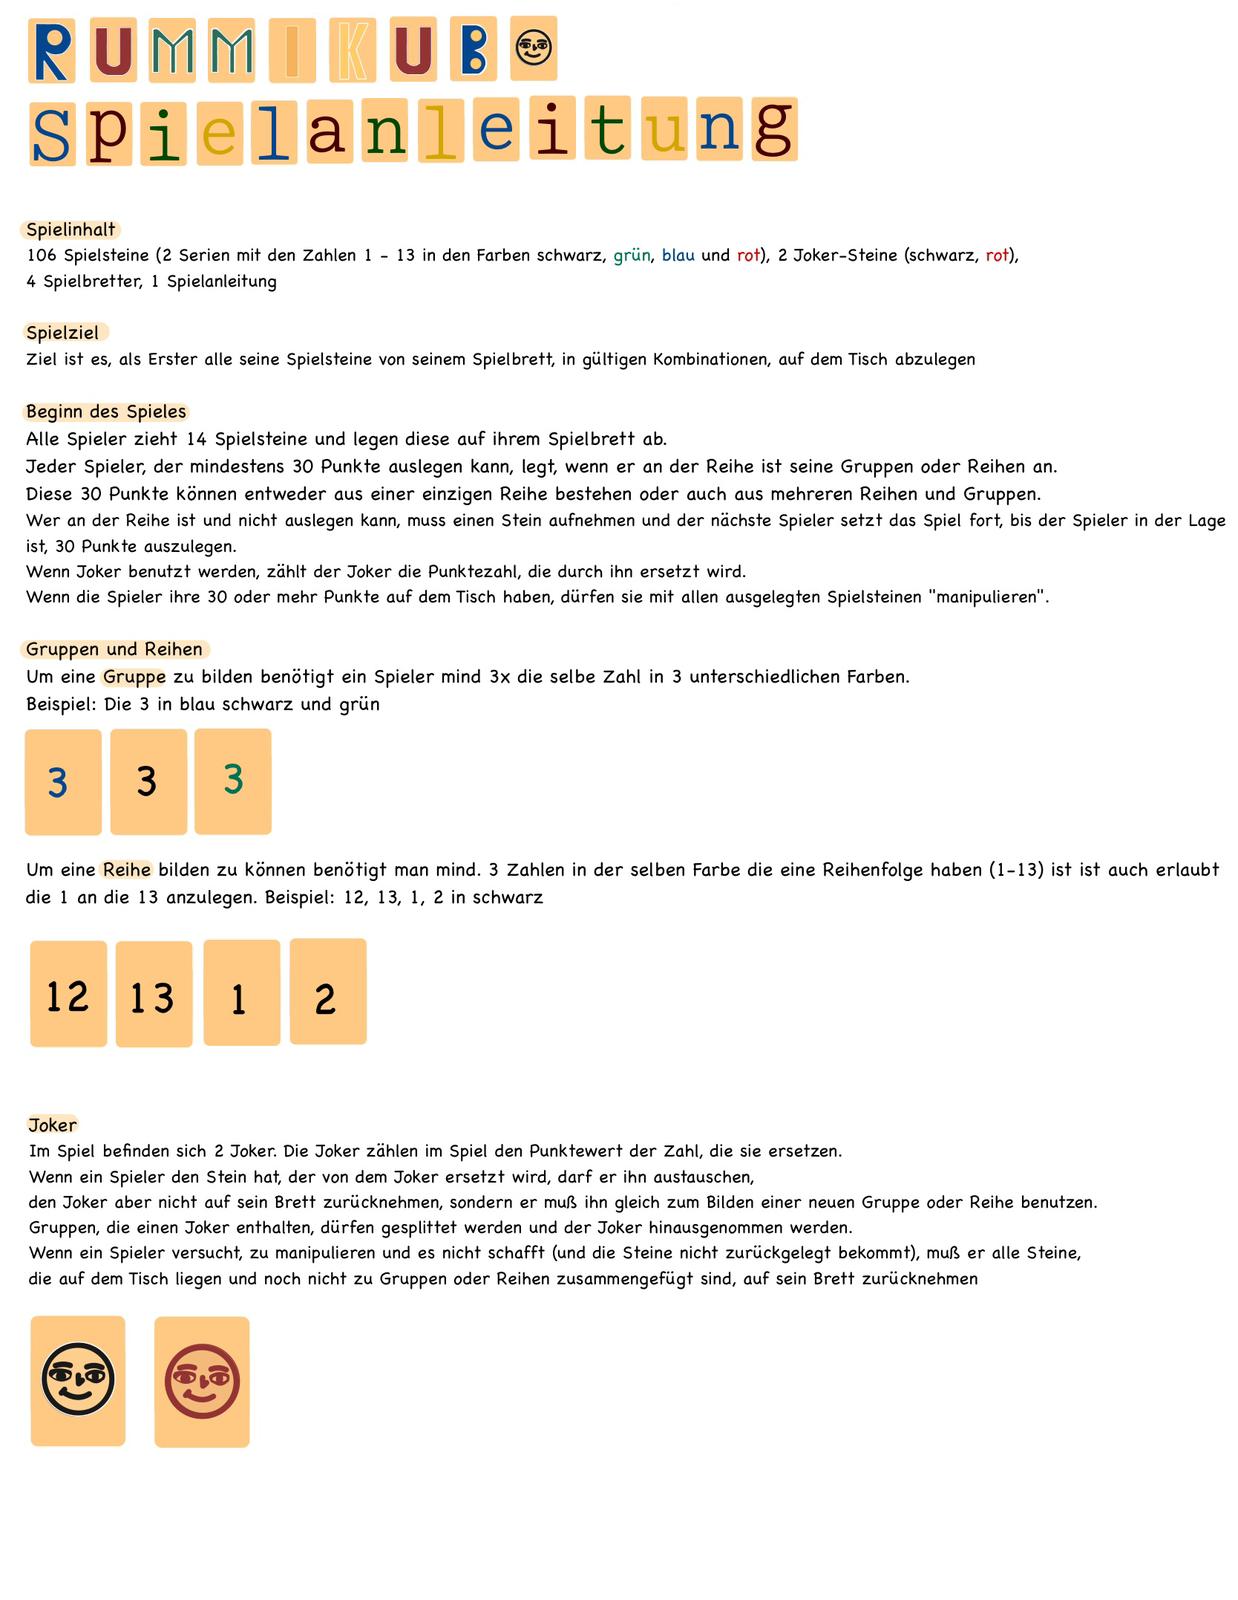 RUMMIKUB
Spielanleitung
Spielinhalt
106 Spielsteine (2 Serien mit den Zahlen 1 - 13 in den Farben schwarz, grün, blau und rot), 2 Joker-Steine (schwarz, rot),
4 Spielbretter, 1 Spielanleitung
Spielziel
Ziel ist es, als Erster alle seine Spielsteine von seinem Spielbrett, in gültigen Kombinationen, auf dem Tisch abzulegen
Beginn des Spieles
Alle Spieler zieht 14 Spielsteine und legen diese auf ihrem Spielbrett ab.
Jeder Spieler, der mindestens 30 Punkte auslegen kann, legt, wenn er an der Reihe ist seine Gruppen oder Reihen an.
Diese 30 Punkte können entweder aus einer einzigen Reihe bestehen oder auch aus mehreren Reihen und Gruppen.
Wer an der Reihe ist und nicht auslegen kann, muss einen Stein aufnehmen und der nächste Spieler setzt das Spiel fort, bis der Spieler in der Lage
ist, 30 Punkte auszulegen.
Wenn Joker benutzt werden, zählt der Joker die Punktezahl, die durch ihn ersetzt wird.
Wenn die Spieler ihre 30 oder mehr Punkte auf dem Tisch haben, dürfen sie mit allen ausgelegten Spielsteinen "manipulieren".
Gruppen und Reihen
Um eine Gruppe zu bilden benötigt ein Spieler mind 3x die selbe Zahl in 3 unterschiedlichen Farben.
Beispiel: Die 3 in blau schwarz und grün
3 3 3
Um eine Reihe bilden zu können benötigt man mind. 3 Zahlen in der selben Farbe die eine Reihenfolge haben (1-13) ist ist auch erlaubt
die 1 an die 13 anzulegen. Beispiel: 12, 13, 1, 2 in schwarz
12 13 1 2
Joker
Im Spiel befinden sich 2 Joker. Die Joker zählen im Spiel den Punktewert der Zahl, die sie ersetzen.
Wenn ein Spieler den Stein hat, der von dem Joker ersetzt wird, darf er ihn austauschen,
den Joker aber nicht auf sein Brett zurücknehmen, sondern er muß ihn gleich zum Bilden einer neuen Gruppe oder Reihe benutzen.
Gruppen, die einen Joker enthalten, dürfen gesplittet werden und der Joker hinausgenommen werden.
Wenn ein Spieler versucht, zu manipulieren und es nicht schafft (und die Steine nicht zurückgelegt bekommt), muß er alle Steine,
die auf dem Tisch liegen und noch nicht zu Gruppen oder Reihen zusammengefügt sind, auf sein Brett zurücknehmen